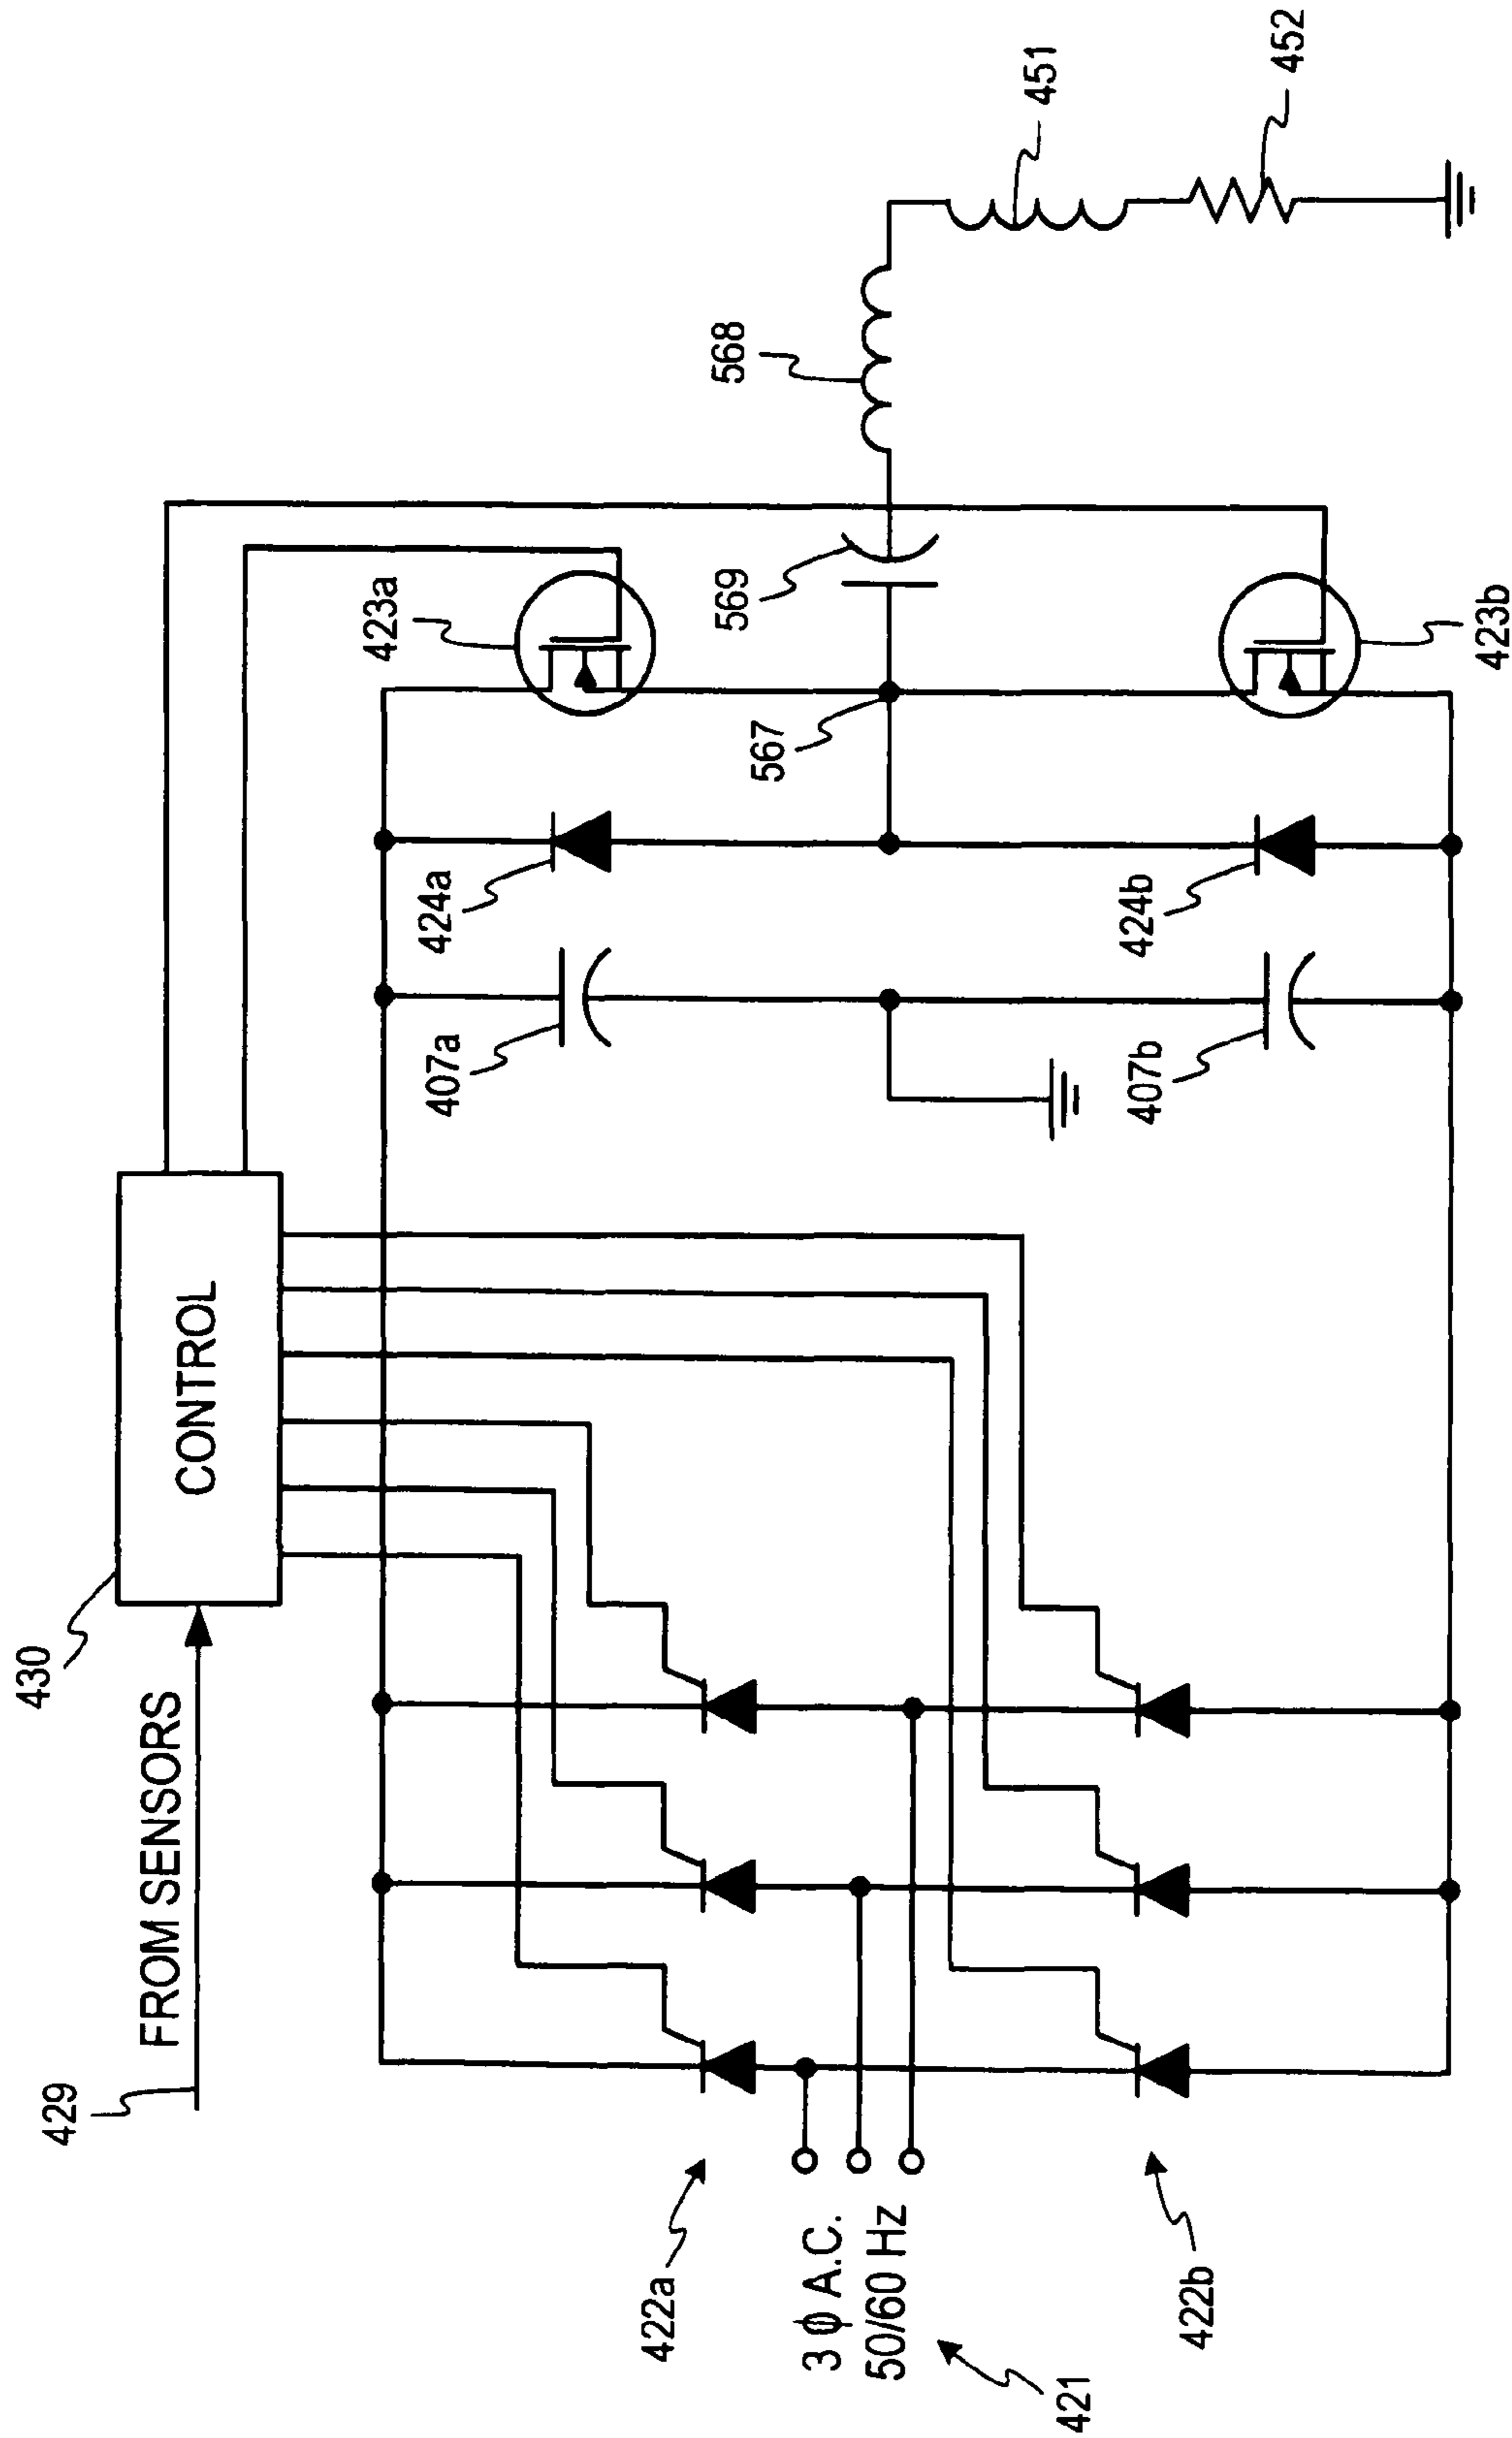 429
FROM SENSORS
430
CONTROL
422a
3 ϕ A.C.
50/60 Hz
421
422b
407a
407b
424a
424b
423a
567
569
568
423b
451
452